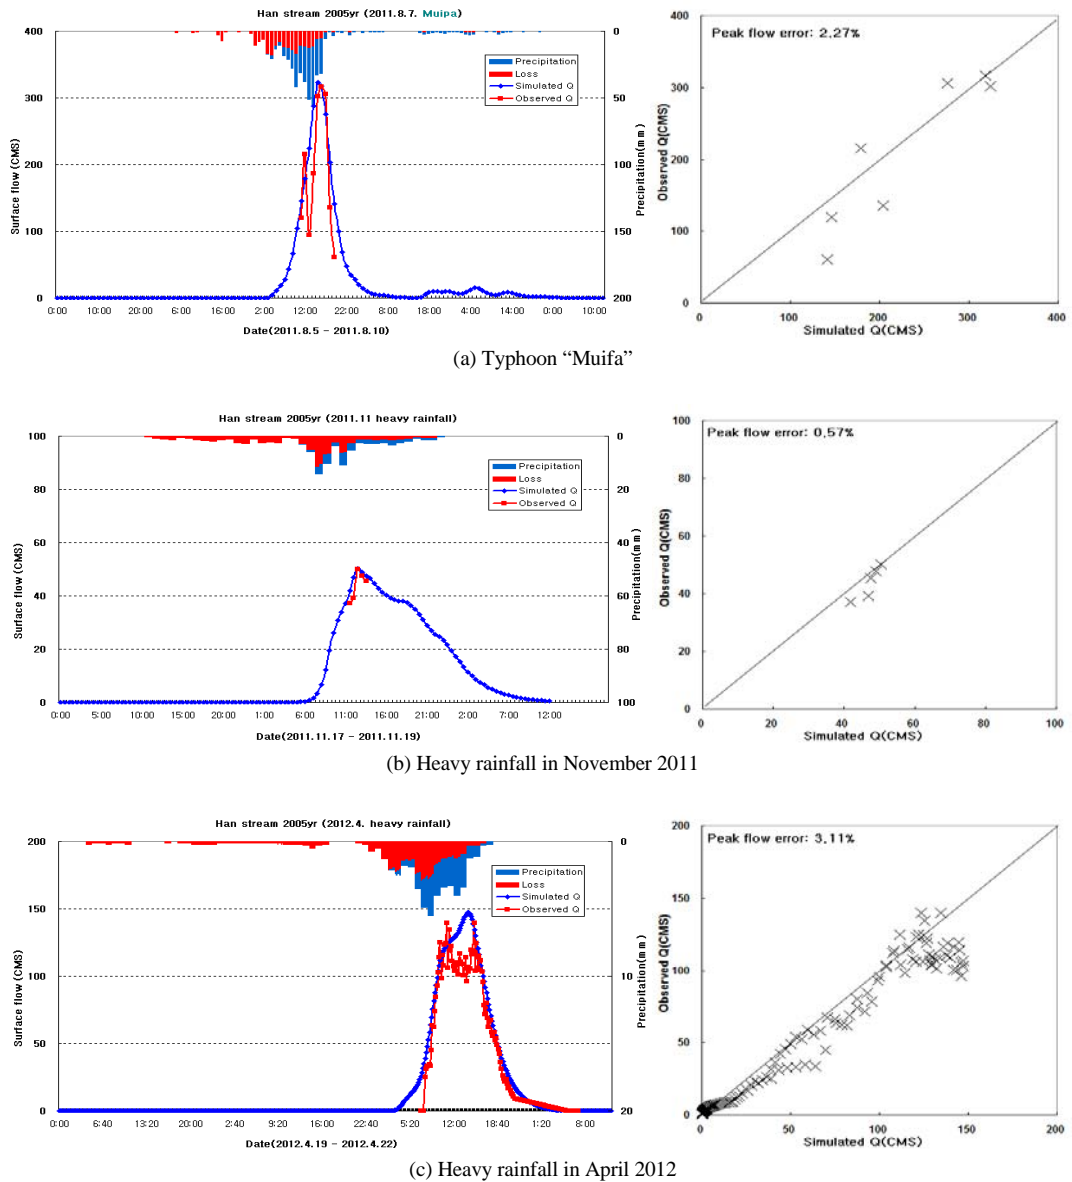 Han stream 2005yr (2011.8.7. Muipa)
400
300
200
100
0
Surface flow (CMS)
0
50
100
150
200
Precipitation(mm)
Precipitation
Loss
Simulated Q
Observed Q
0:00 10:00 20:00 6:00 16:00 2:00 12:00 22:00 8:00 18:00 4:00 14:00 0:00 10:00
Date(2011.8.5 - 2011.8.10)
Peak flow error: 2.27%
400
300
200
100
0
Observed Q(CMS)
0 100 200 300 400
Simulated Q(CMS)
(a) Typhoon “Muifa”
Han stream 2005yr (2011.11 heavy rainfall)
100
80
60
40
20
0
Surface flow (CMS)
0
20
40
60
80
100
Precipitation(mm)
Precipitation
Loss
Simulated Q
Observed Q
0:00 5:00 10:00 15:00 20:00 1:00 6:00 11:00 16:00 21:00 2:00 7:00 12:00
Date(2011.11.17 - 2011.11.19)
Peak flow error: 0.57%
100
80
60
40
20
0
Observed Q(CMS)
0 20 40 60 80 100
Simulated Q(CMS)
(b) Heavy rainfall in November 2011
Han stream 2005yr (2012.4. heavy rainfall)
200
150
100
50
0
Surface flow (CMS)
0
10
20
Precipitation(mm)
Precipitation
Loss
Simulated Q
Observed Q
0:00 6:40 13:20 20:00 2:40 9:20 16:00 22:40 5:20 12:00 18:40 1:20 8:00
Date(2012.4.19 - 2012.4.22)
Peak flow error: 3.11%
200
150
100
50
0
Observed Q(CMS)
0 50 100 150 200
Simulated Q(CMS)
(c) Heavy rainfall in April 2012